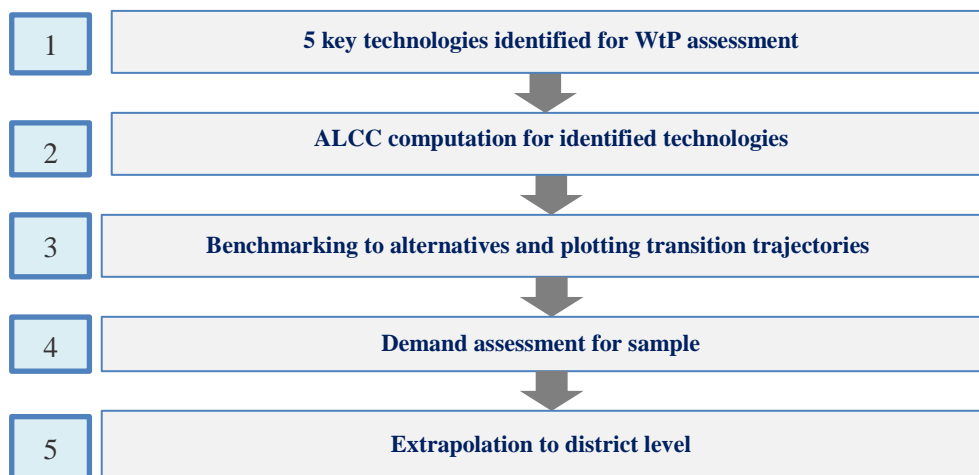 1
5 key technologies identified for WtP assessment
2
ALCC computation for identified technologies
3
Benchmarking to alternatives and plotting transition trajectories
4
Demand assessment for sample
5
Extrapolation to district level